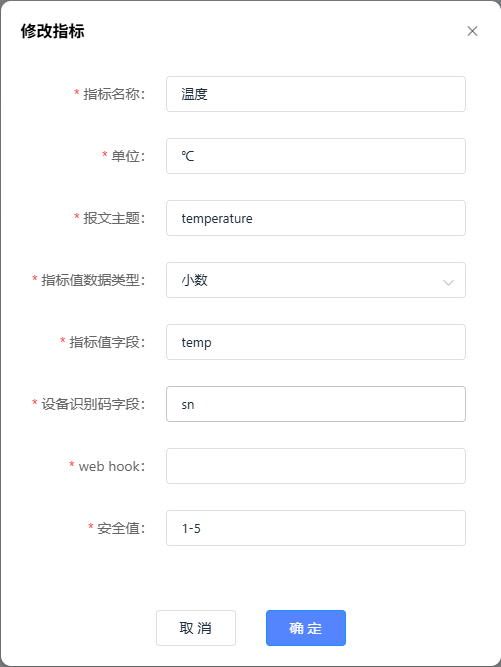 修改指标
* 指标名称： 温度
* 单位： ℃
* 报文主题： temperature
* 指标值数据类型： 小数
* 指标值字段： temp
* 设备识别码字段： sn
* web hook：
* 安全值： 1-5
取 消 确 定